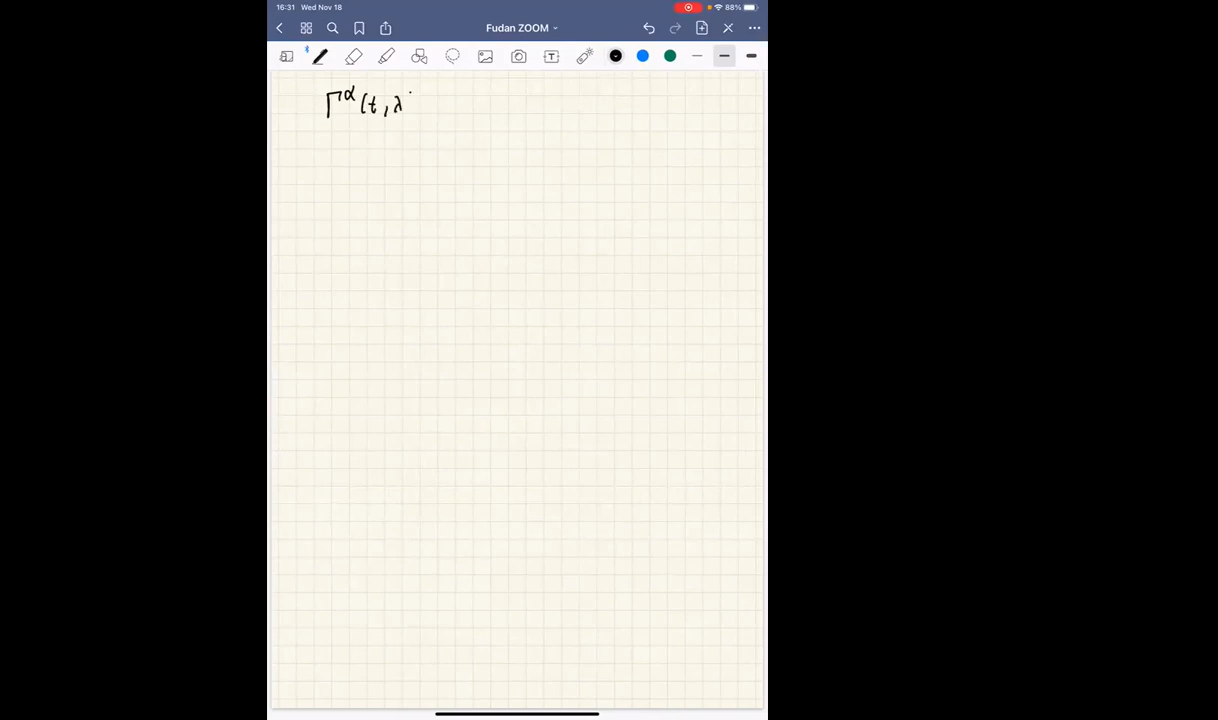 16:31 Wed Nov 18
88%
Fudan ZOOM
Γ^α (t, λ